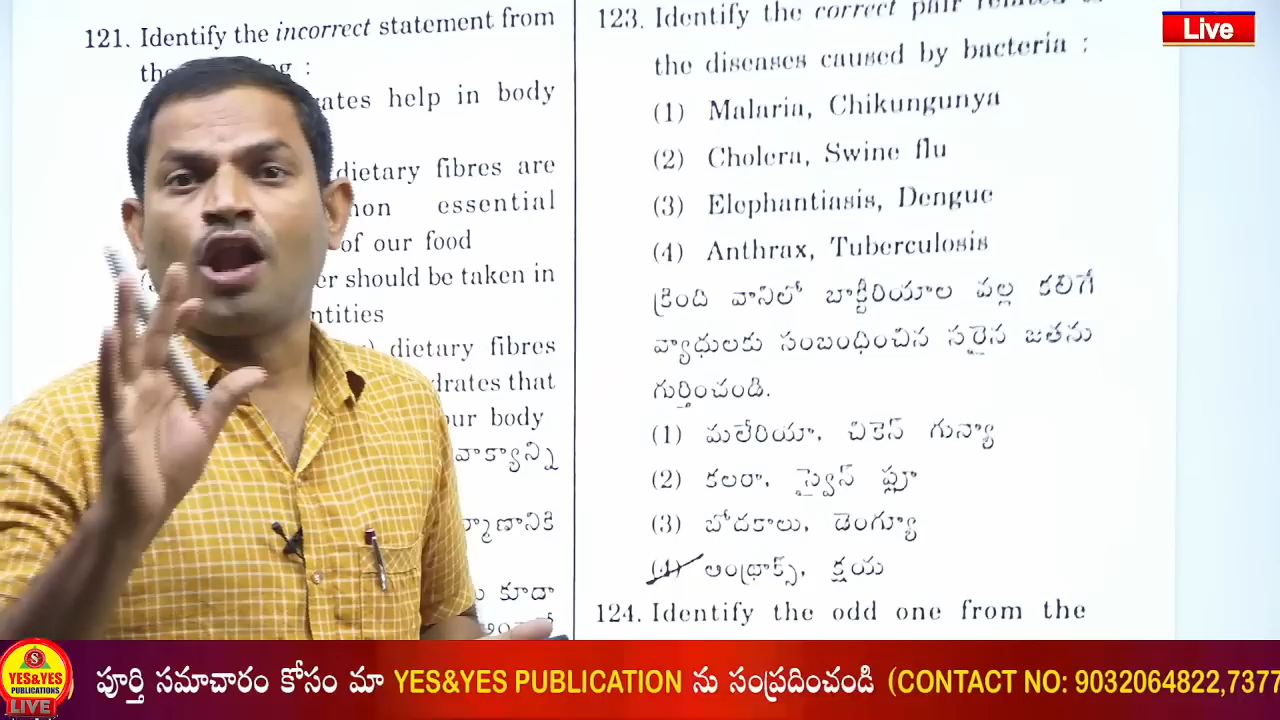 121. Identify the incorrect statement from
the :
rates help in body
dietary fibres are
non essential
of our food
er should be taken in
ntities
dietary fibres
drates that
our body
వాక్యాన్ని
ర్మాణానికి
కూడా
123. Identify the correct pair related
the diseases caused by bacteria :
(1) Malaria, Chikungunya
(2) Cholera, Swine flu
(3) Elephantiasis, Dengue
(4) Anthrax, Tuberculosis
క్రింది వానిలో బాక్టీరియాల వల్ల కలిగే
వ్యాధులకు సంబంధించిన సరైన జతను
గుర్తించండి.
(1) మలేరియా, చికెన్ గున్యా
(2) కలరా, స్వైన్ ఫ్లూ
(3) బోదకాలు, డెంగ్యూ
(4) ఆంథ్రాక్స్, క్షయ
124. Identify the odd one from the
Live
S
YES&YES
PUBLICATIONS
LIVE
పూర్తి సమాచారం కోసం మా YES&YES PUBLICATION ను సంప్రదించండి (CONTACT NO: 9032064822,7377